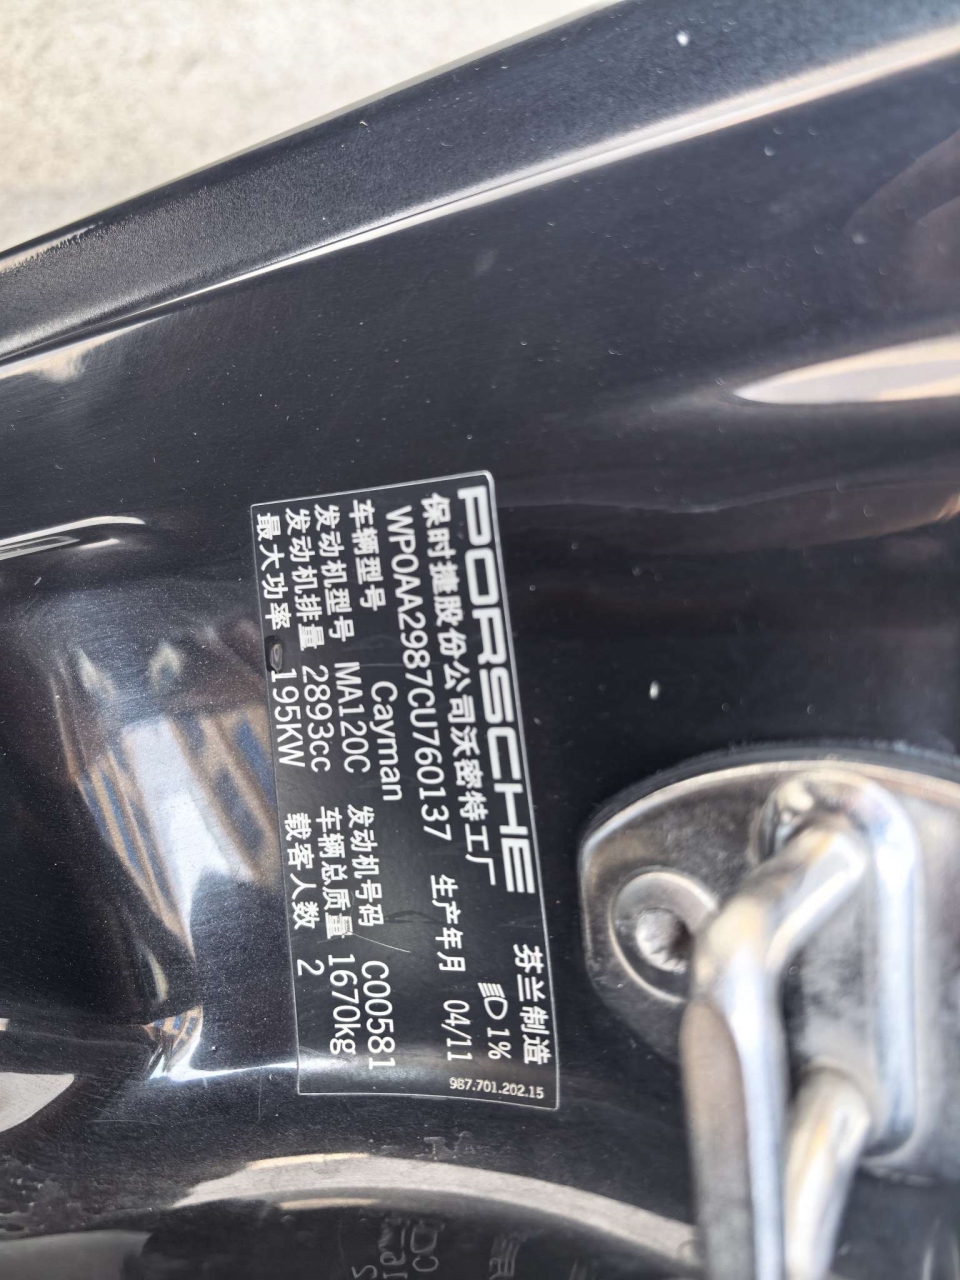 PORSCHE 芬兰制造
保时捷股份公司沃密特工厂 1%
WP0AA2987CU760137 生产年月 04/11
987.701.202.15
车辆型号 Cayman 发动机号码 C00581
发动机型号 MA120C 车辆总质量 1670kg
发动机排量 2893cc 载客人数 2
最大功率 195KW